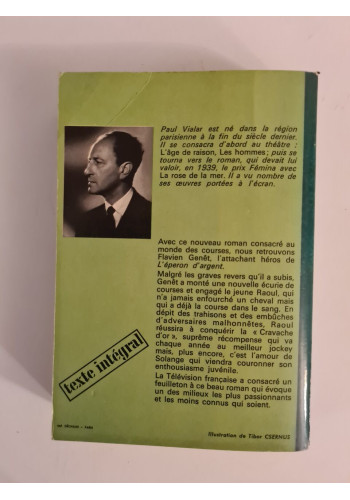 Paul Vialar est né dans la région
parisienne à la fin du siècle dernier.
Il se consacra d'abord au théâtre :
L'âge de raison, Les hommes ; puis se
tourna vers le roman, qui devait lui
valoir, en 1939, le prix Fémina avec
La rose de la mer. Il a vu nombre de
ses œuvres portées à l'écran.
Avec ce nouveau roman consacré au
monde des courses, nous retrouvons
Flavien Genêt, l'attachant héros de
L'éperon d'argent.
Malgré les graves revers qu'il a subis,
Genêt a monté une nouvelle écurie de
courses et engagé le jeune Raoul, qui
n'a jamais enfourché un cheval mais
qui a déjà la course dans le sang. En
dépit des trahisons et des embûches
d'adversaires malhonnêtes, Raoul
réussira à conquérir la « Cravache
d'or », suprême récompense qui va
chaque année au meilleur jockey
mais, plus encore, c'est l'amour de
Solange qui viendra couronner son
enthousiasme juvénile.
La Télévision française a consacré un
feuilleton à ce beau roman qui évoque
un des milieux les plus passionnants
et les moins connus qui soient.
texte intégral
Illustration de Tibor CSERNUS